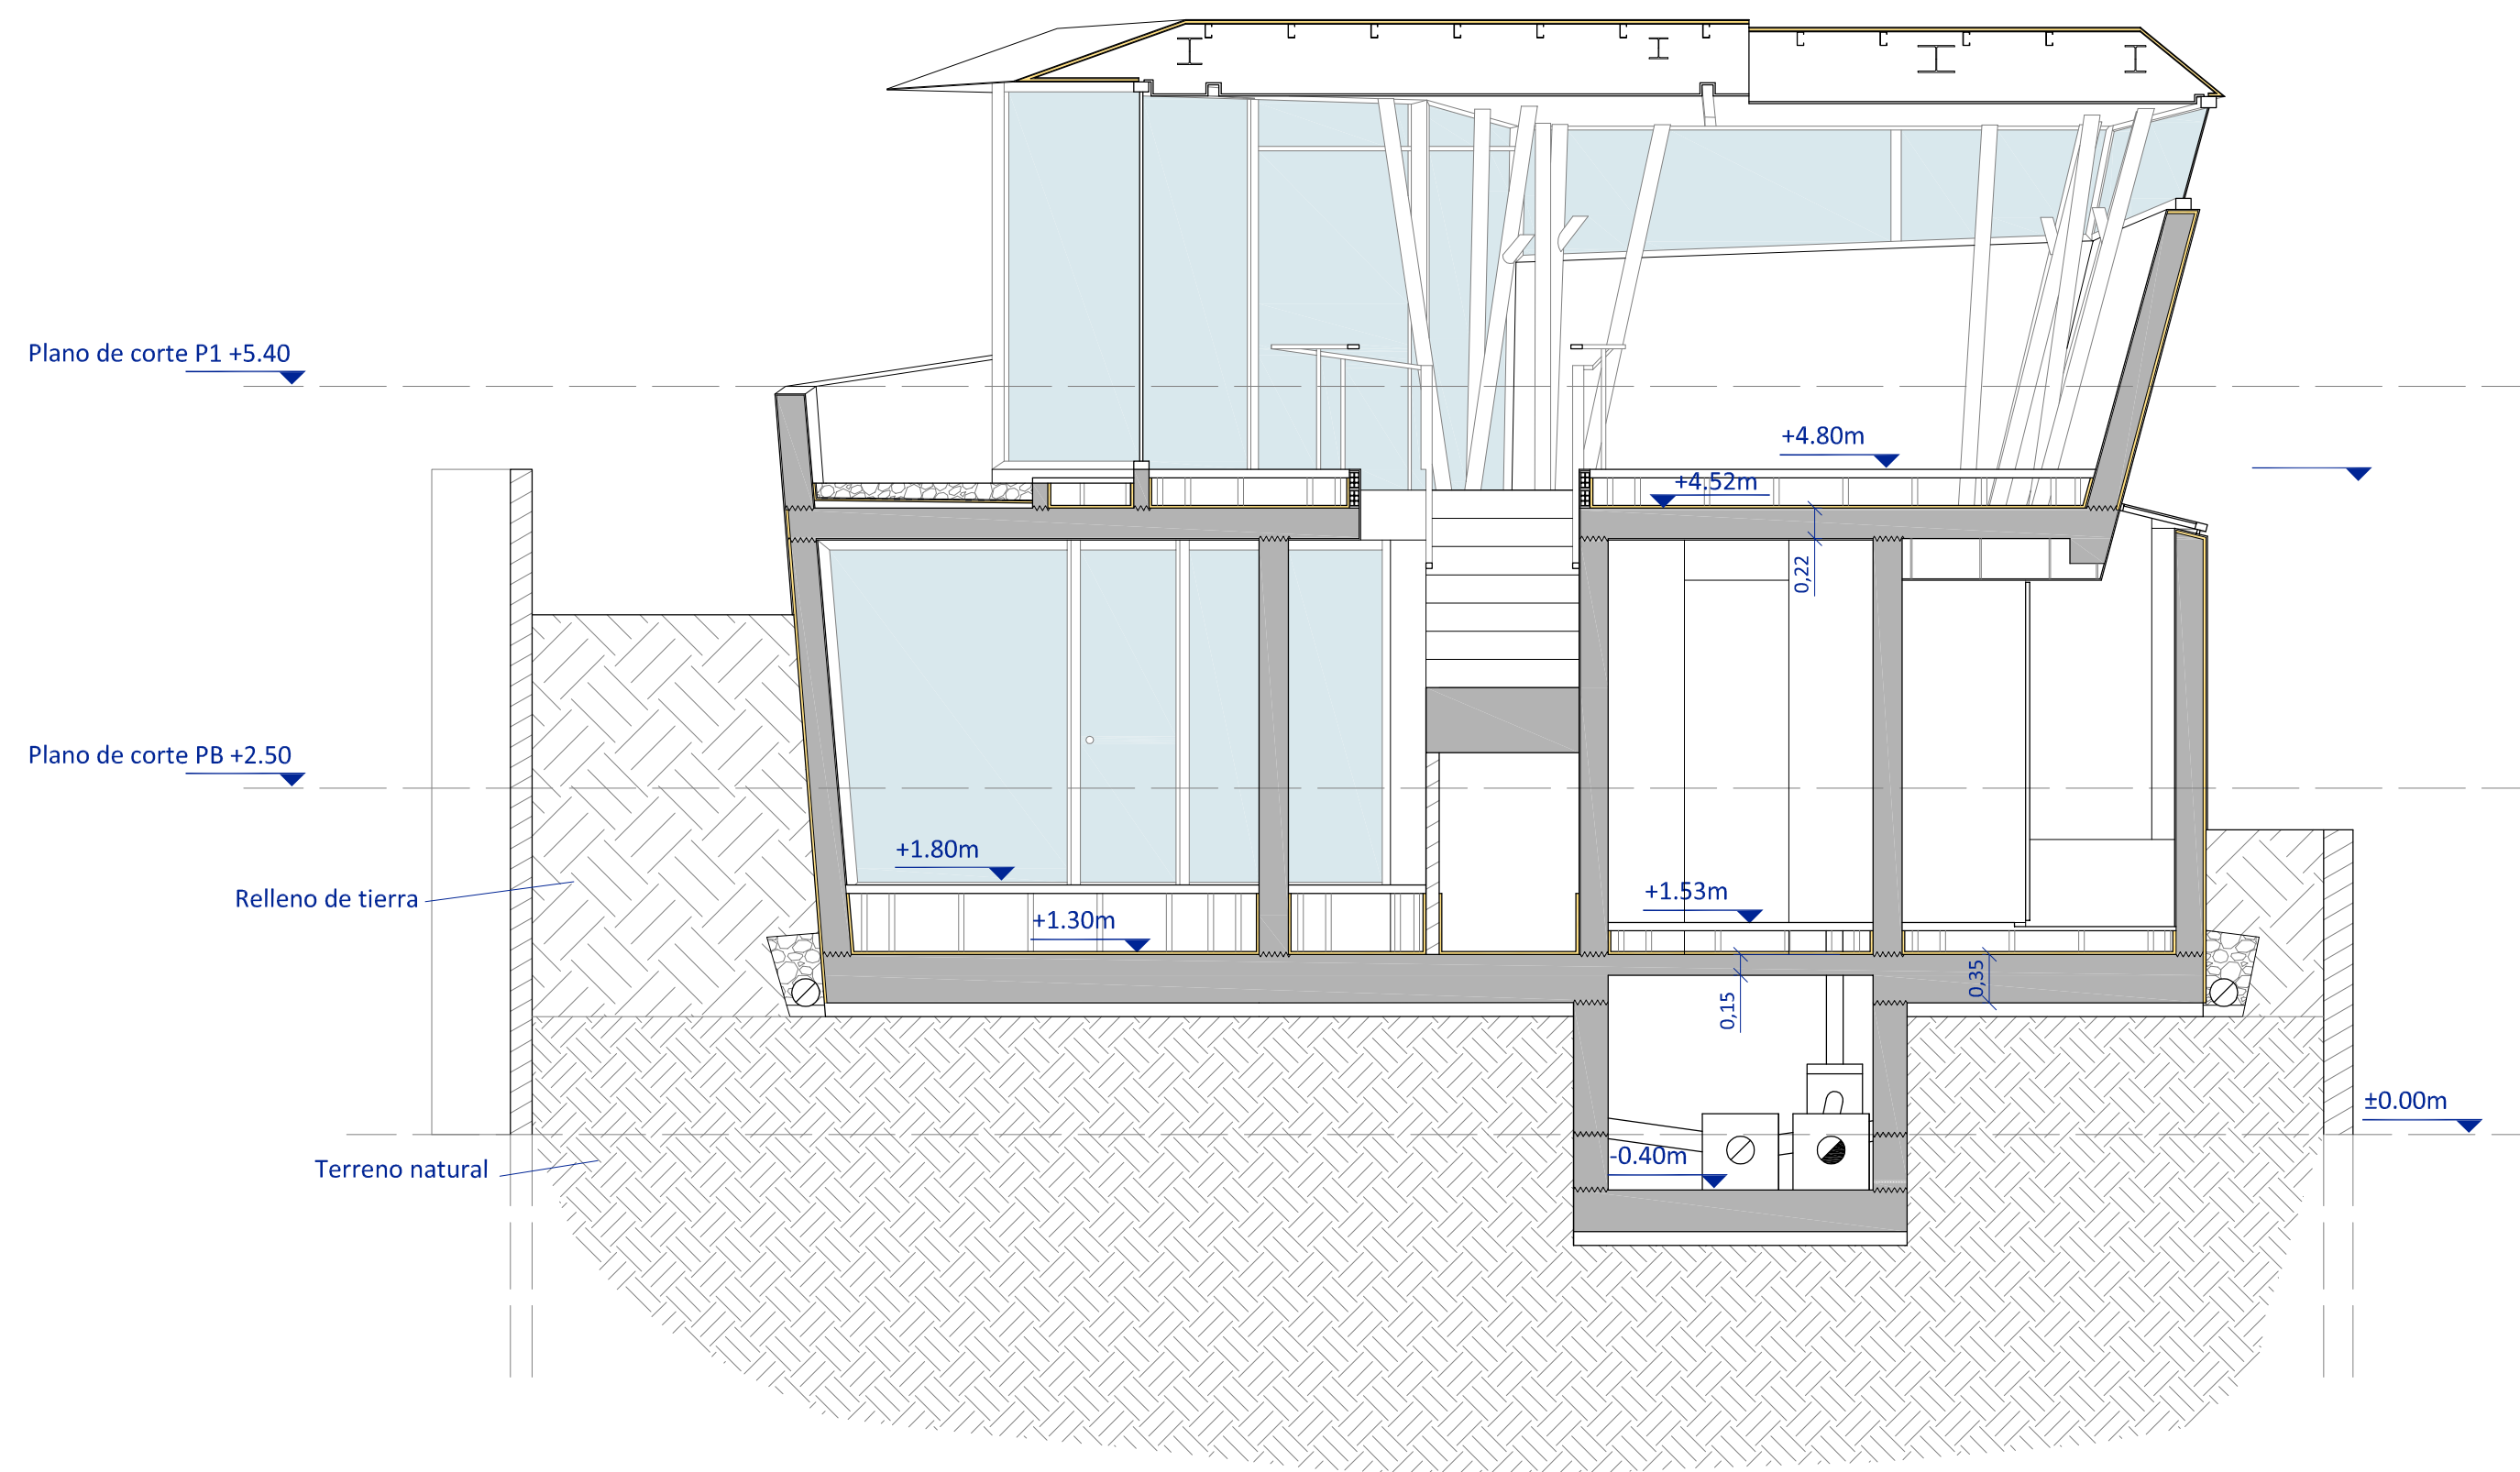 Plano de corte P1 +5.40
+4.80m
+4.52m
0,22
Plano de corte PB +2.50
+1.80m
Relleno de tierra
+1.53m
+1.30m
0,35
0,15
±0.00m
-0.40m
Terreno natural